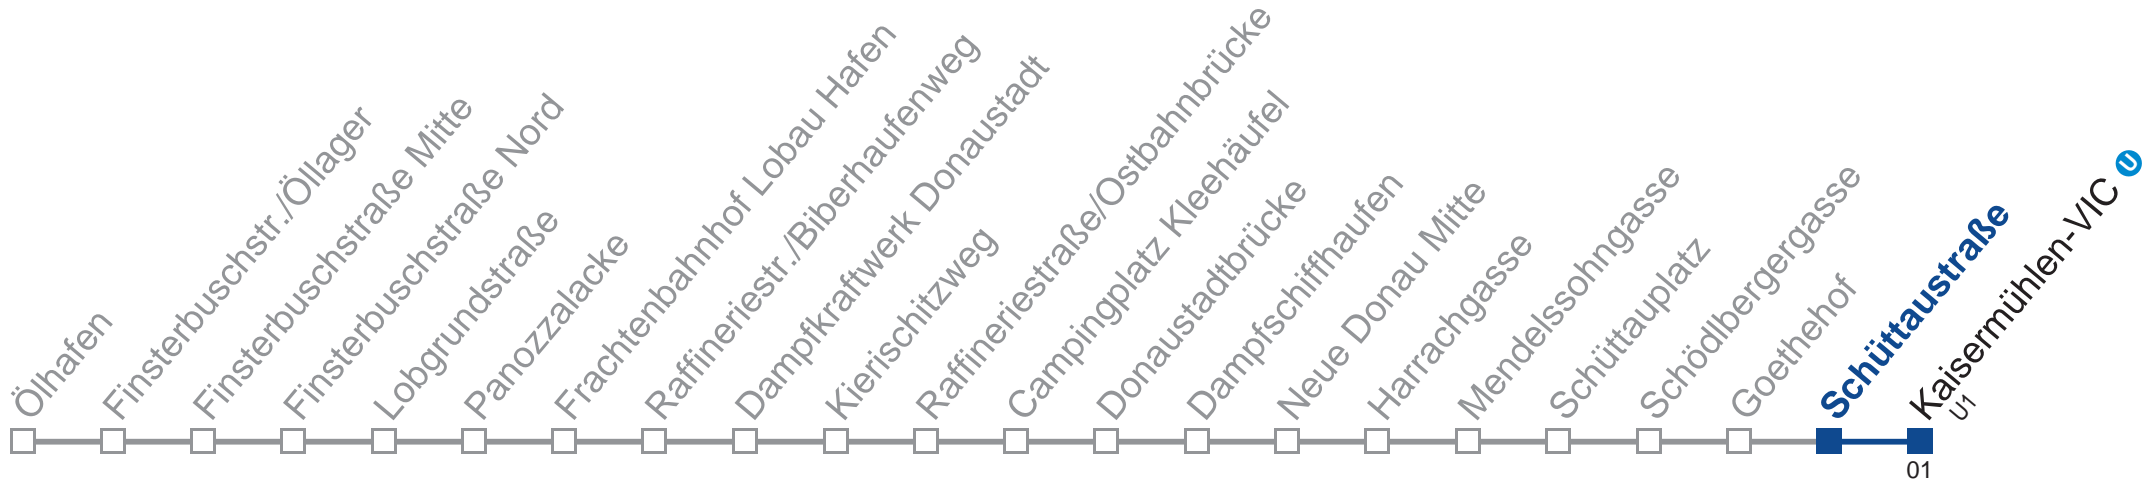 Ölhafen
Finsterbuschstr./Öllager
Finsterbuschstraße Mitte
Finsterbuschstraße Nord
Lobgrundstraße
Panozzalacke
Frachtenbahnhof Lobau Hafen
Raffineriestr./Biberhaufenweg
Dampfkraftwerk Donaustadt
Kierischitzweg
Raffineriestraße/Ostbahnbrücke
Campingplatz Kleehäufel
Donaustadtbrücke
Dampfschiffhaufen
Neue Donau Mitte
Harrachgasse
Mendelssohngasse
Schüttauplatz
Schödlbergergasse
Goethehof
Schüttaustraße
Kaisermühlen-VIC U
U1
01